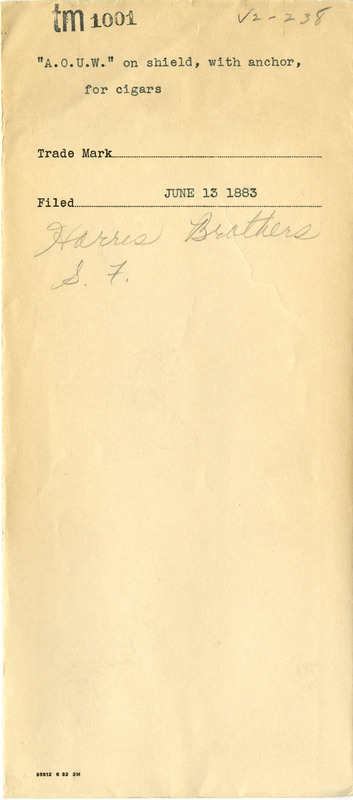 tm 1001 V2-238
"A.O.U.W." on shield, with anchor,
for cigars
Trade Mark
Filed JUNE 13 1883
Harris Brothers
S. F.
95812 6 32 2M